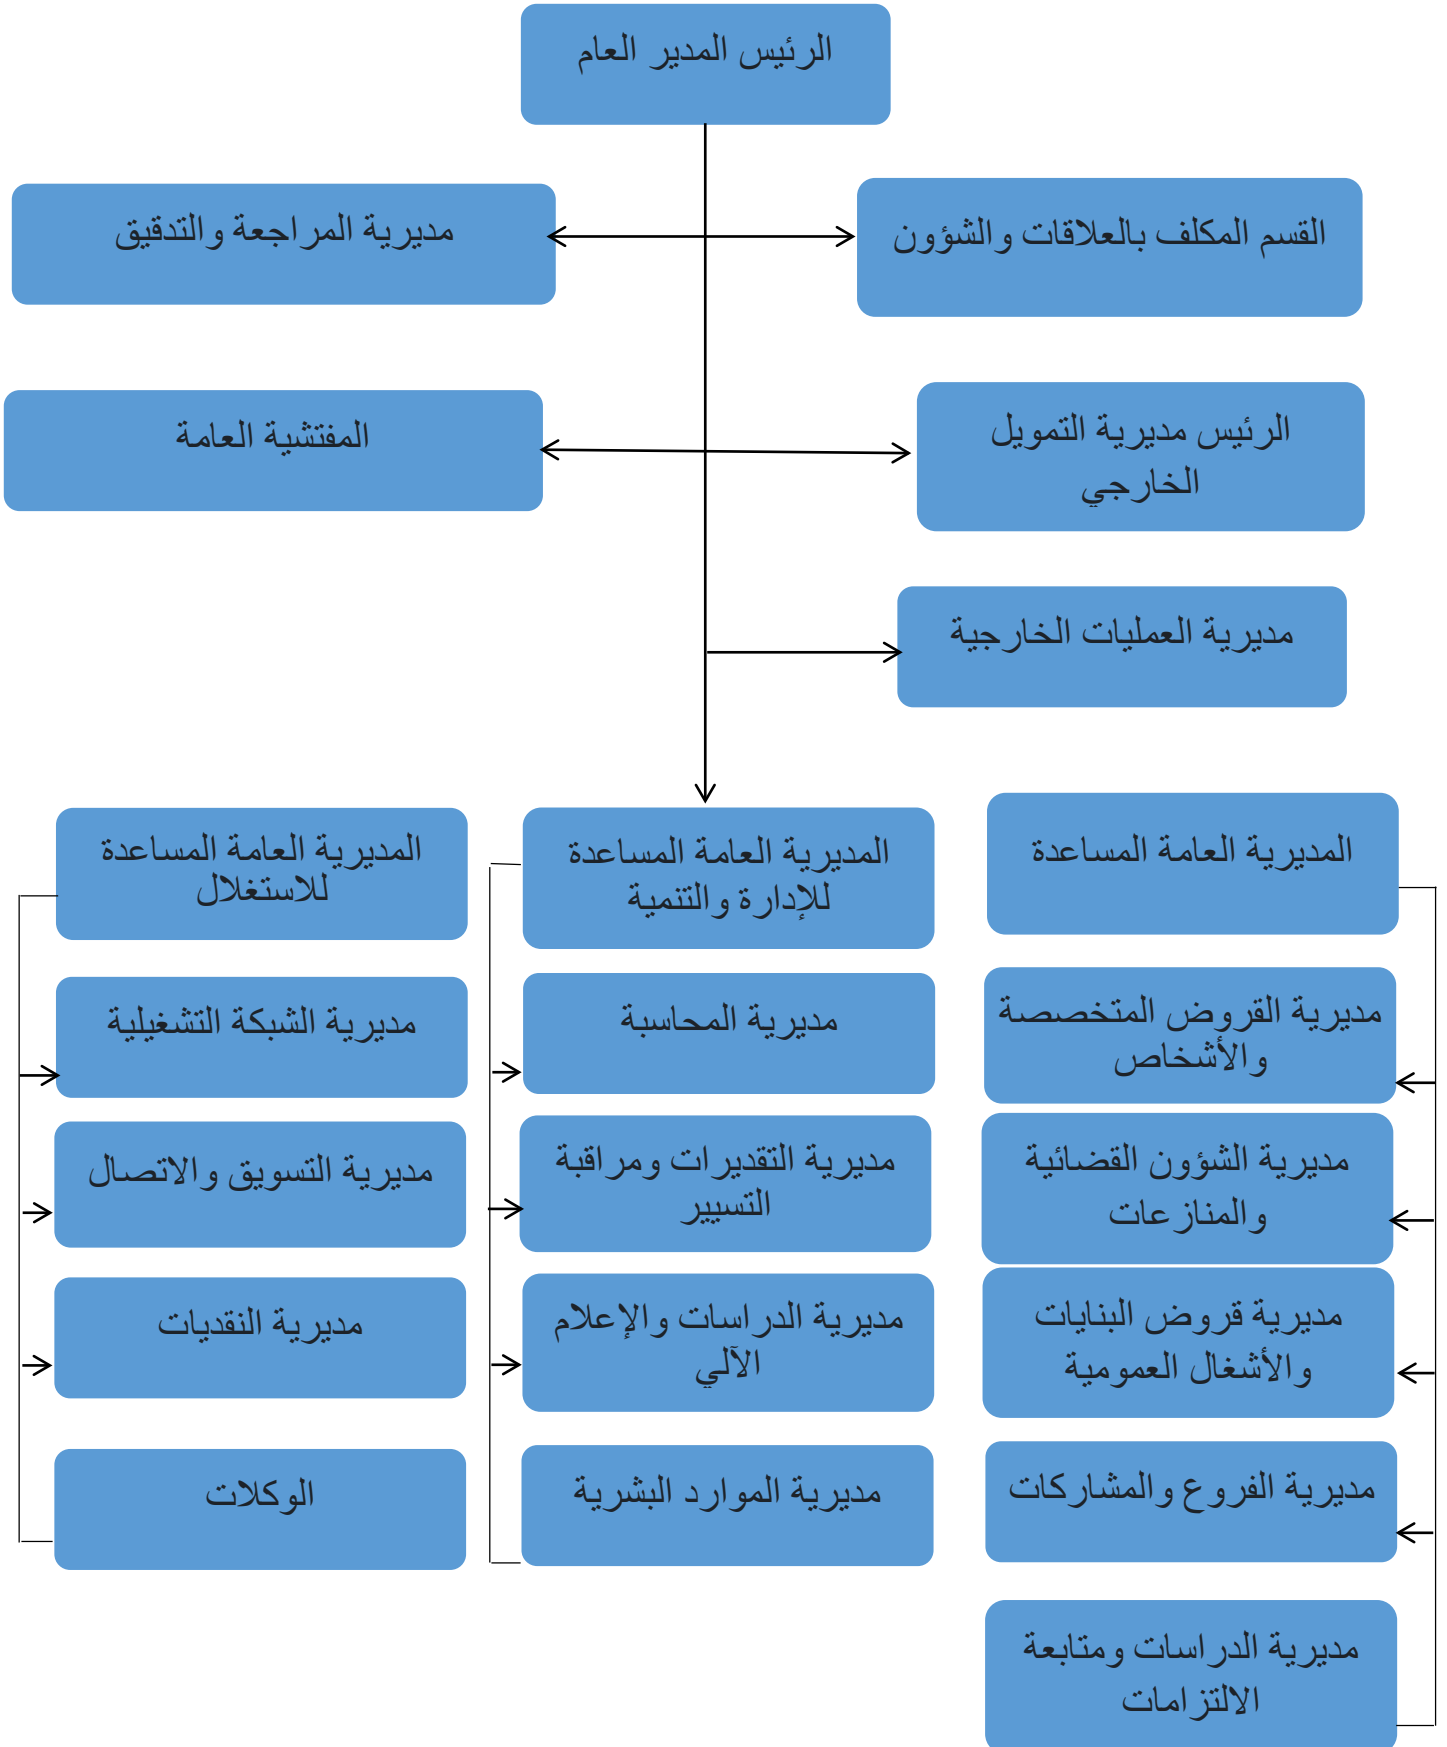 الرئيس المدير العام
القسم المكلف بالعلاقات والشؤون
مديرية المراجعة والتدقيق
الرئيس مديرية التمويل
الخارجي
المفتشية العامة
مديرية العمليات الخارجية
المديرية العامة المساعدة
المديرية العامة المساعدة
للإدارة والتنمية
المديرية العامة المساعدة
للاستغلال
مديرية القروض المتخصصة
والأشخاص
مديرية المحاسبة
مديرية الشبكة التشغيلية
مديرية الشؤون القضائية
والمنازعات
مديرية التقديرات ومراقبة
التسيير
مديرية التسويق والاتصال
مديرية قروض البنايات
والأشغال العمومية
مديرية الدراسات والإعلام
الآلي
مديرية النقديات
مديرية الفروع والمشاركات
مديرية الموارد البشرية
الوكلات
مديرية الدراسات ومتابعة
الالتزامات